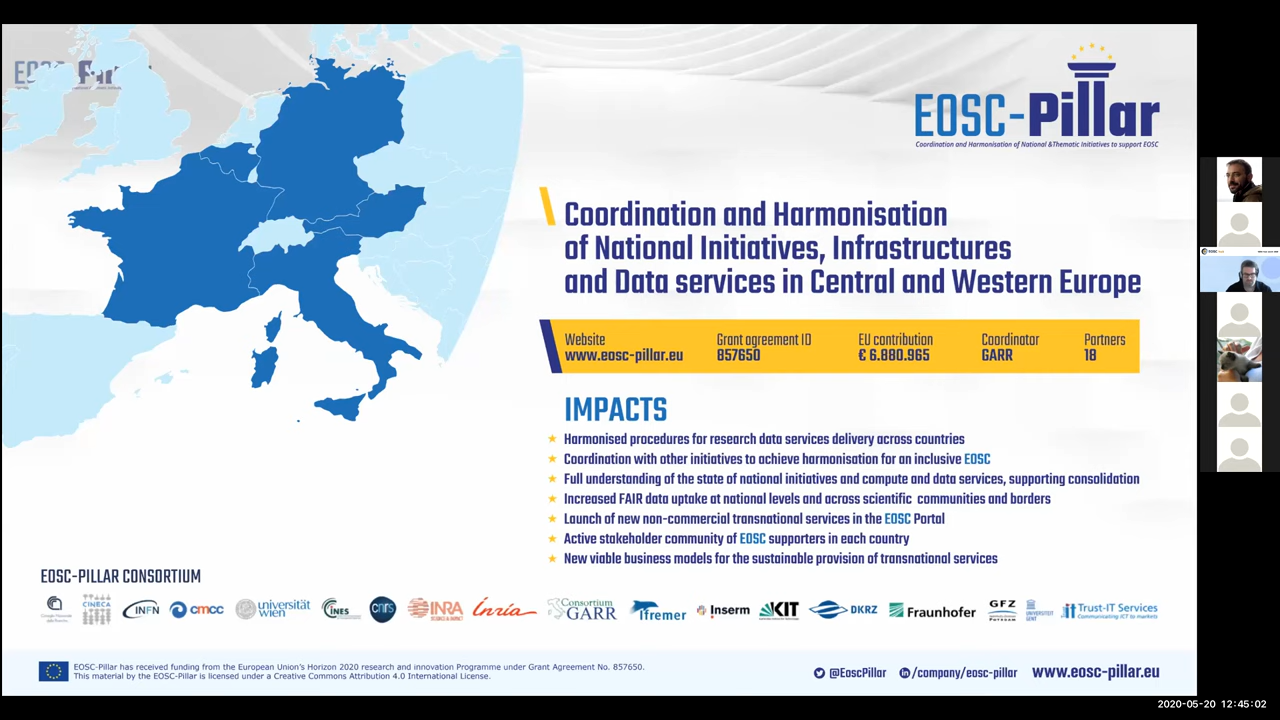 EOSC-Pillar
Coordination and Harmonisation of National &Thematic Initiatives to support EOSC
Coordination and Harmonisation
of National Initiatives, Infrastructures
and Data services in Central and Western Europe
Website
www.eosc-pillar.eu
Grant agreement ID
857650
EU contribution
€ 6.880.965
Coordinator
GARR
Partners
18
IMPACTS
Harmonised procedures for research data services delivery across countries
Coordination with other initiatives to achieve harmonisation for an inclusive EOSC
Full understanding of the state of national initiatives and compute and data services, supporting consolidation
Increased FAIR data uptake at national levels and across scientific communities and borders
Launch of new non-commercial transnational services in the EOSC Portal
Active stakeholder community of EOSC supporters in each country
New viable business models for the sustainable provision of transnational services
EOSC-PILLAR CONSORTIUM
CINECA
INFN
cmcc
universität
wien
CINES
cnrs
INRA
SCIENCE & IMPACT
Inria
Consortium
GARR
Ifremer
Inserm
KIT
DKRZ
Fraunhofer
GFZ
POTSDAM
UNIVERSITEIT
GENT
Trust-IT Services
Communicating ICT to markets
EOSC-Pillar has received funding from the European Union's Horizon 2020 research and innovation Programme under Grant Agreement No. 857650.
This material by the EOSC-Pillar is licensed under a Creative Commons Attribution 4.0 International License.
@EoscPillar
/company/eosc-pillar
www.eosc-pillar.eu
2020-05-20 12:45:02